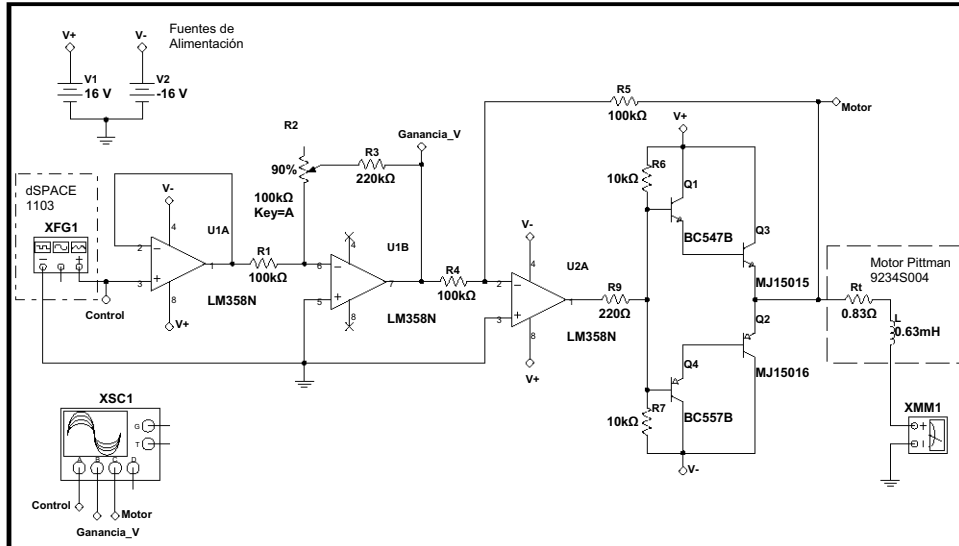 Fuentes de
Alimentación
V+
V-
V1
16 V
V2
-16 V
R5
100kΩ
Motor
R2
90%
100kΩ
Key=A
R3
220kΩ
Ganancia_V
V+
R6
10kΩ
Q1
BC547B
Q3
MJ15015
dSPACE
1103
XFG1
Control
V-
4
2
3
1
8
U1A
LM358N
V+
R1
100kΩ
U1B
4
6
5
7
8
LM358N
R4
100kΩ
V-
4
2
3
1
8
U2A
LM358N
V+
R9
220Ω
Motor Pittman
9234S004
Rt
0.83Ω
L
0.63mH
Q2
MJ15016
Q4
BC557B
R7
10kΩ
V-
XMM1
XSC1
G
T
A
B
C
D
Control
Motor
Ganancia_V